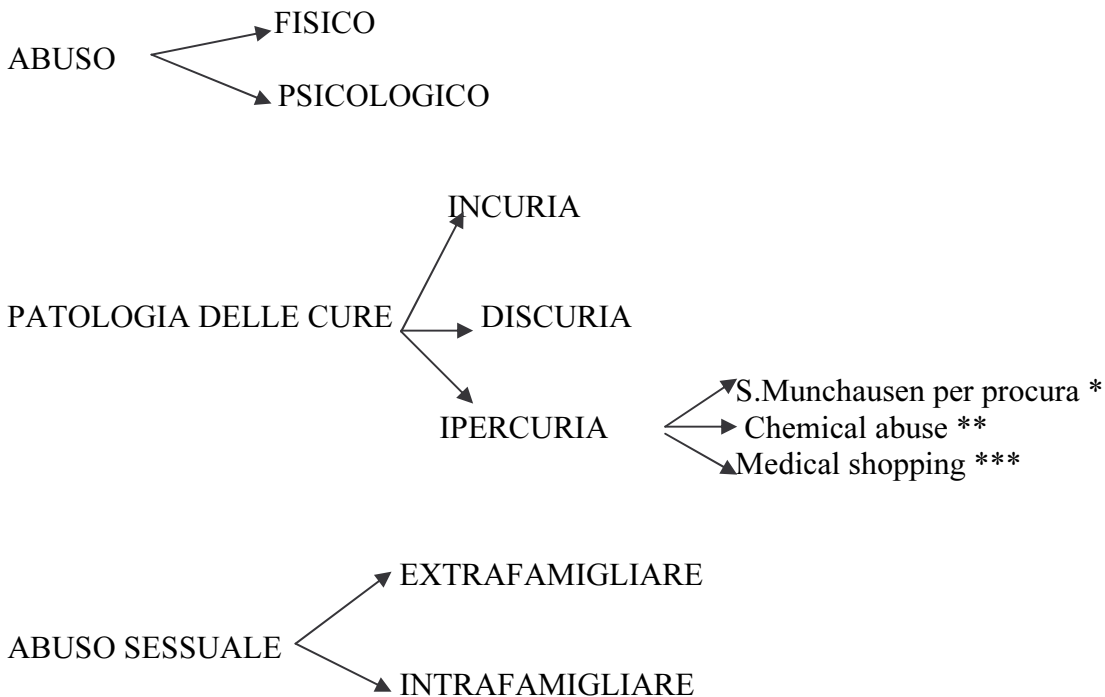 FISICO
ABUSO
PSICOLOGICO
INCURIA
PATOLOGIA DELLE CURE
DISCURIA
IPERCURIA
S.Munchausen per procura *
Chemical abuse **
Medical shopping ***
EXTRAFAMIGLIARE
ABUSO SESSUALE
INTRAFAMIGLIARE